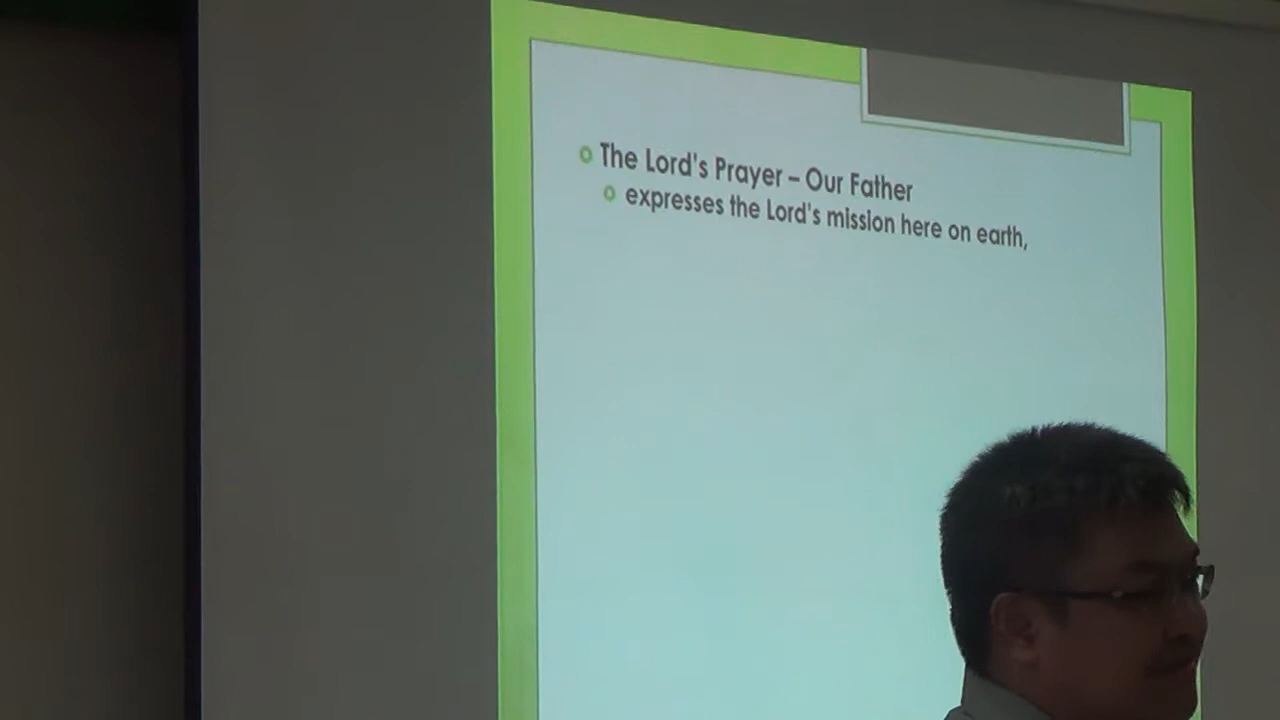 The Lord's Prayer – Our Father
expresses the Lord's mission here on earth,